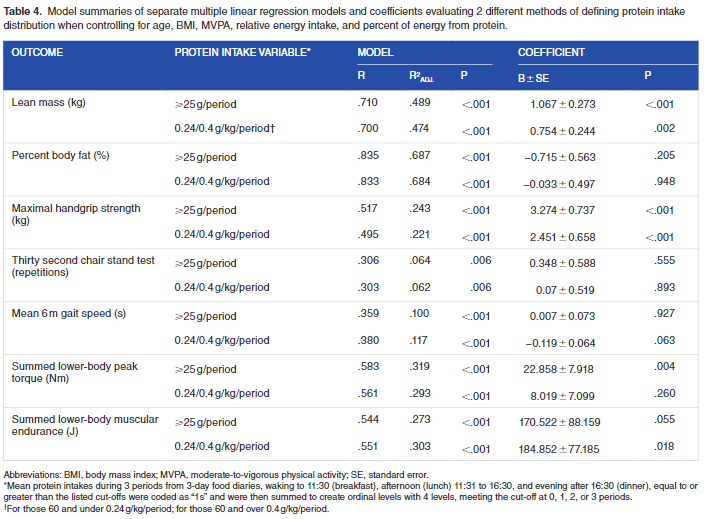 Table 4. Model summaries of separate multiple linear regression models and coefficients evaluating 2 different methods of defining protein intake
distribution when controlling for age, BMI, MVPA, relative energy intake, and percent of energy from protein.
OUTCOME PROTEIN INTAKE VARIABLE* MODEL COEFFICIENT
R R²ADJ. P B ± SE P
Lean mass (kg) ⩾25 g/period .710 .489 <.001 1.067 ± 0.273 <.001
0.24/0.4 g/kg/period† .700 .474 <.001 0.754 ± 0.244 .002
Percent body fat (%) ⩾25 g/period .835 .687 <.001 −0.715 ± 0.563 .205
0.24/0.4 g/kg/period .833 .684 <.001 −0.033 ± 0.497 .948
Maximal handgrip strength
(kg) ⩾25 g/period .517 .243 <.001 3.274 ± 0.737 <.001
0.24/0.4 g/kg/period .495 .221 <.001 2.451 ± 0.658 <.001
Thirty second chair stand test
(repetitions) ⩾25 g/period .306 .064 .006 0.348 ± 0.588 .555
0.24/0.4 g/kg/period .303 .062 .006 0.07 ± 0.519 .893
Mean 6 m gait speed (s) ⩾25 g/period .359 .100 <.001 0.007 ± 0.073 .927
0.24/0.4 g/kg/period .380 .117 <.001 −0.119 ± 0.064 .063
Summed lower-body peak
torque (Nm) ⩾25 g/period .583 .319 <.001 22.858 ± 7.918 .004
0.24/0.4 g/kg/period .561 .293 <.001 8.019 ± 7.099 .260
Summed lower-body muscular
endurance (J) ⩾25 g/period .544 .273 <.001 170.522 ± 88.159 .055
0.24/0.4 g/kg/period .551 .303 <.001 184.852 ± 77.185 .018
Abbreviations: BMI, body mass index; MVPA, moderate-to-vigorous physical activity; SE, standard error.
*Mean protein intakes during 3 periods from 3-day food diaries, waking to 11:30 (breakfast), afternoon (lunch) 11:31 to 16:30, and evening after 16:30 (dinner), equal to or
greater than the listed cut-offs were coded as “1s” and were then summed to create ordinal levels with 4 levels, meeting the cut-off at 0, 1, 2, or 3 periods.
†For those 60 and under 0.24 g/kg/period; for those 60 and over 0.4 g/kg/period.